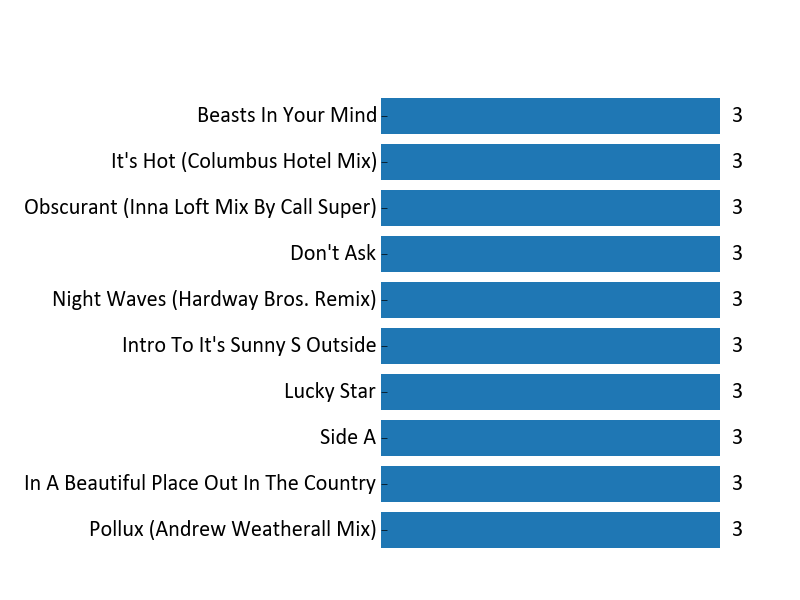 Beasts In Your Mind 3
It's Hot (Columbus Hotel Mix) 3
Obscurant (Inna Loft Mix By Call Super) 3
Don't Ask 3
Night Waves (Hardway Bros. Remix) 3
Intro To It's Sunny S Outside 3
Lucky Star 3
Side A 3
In A Beautiful Place Out In The Country 3
Pollux (Andrew Weatherall Mix) 3